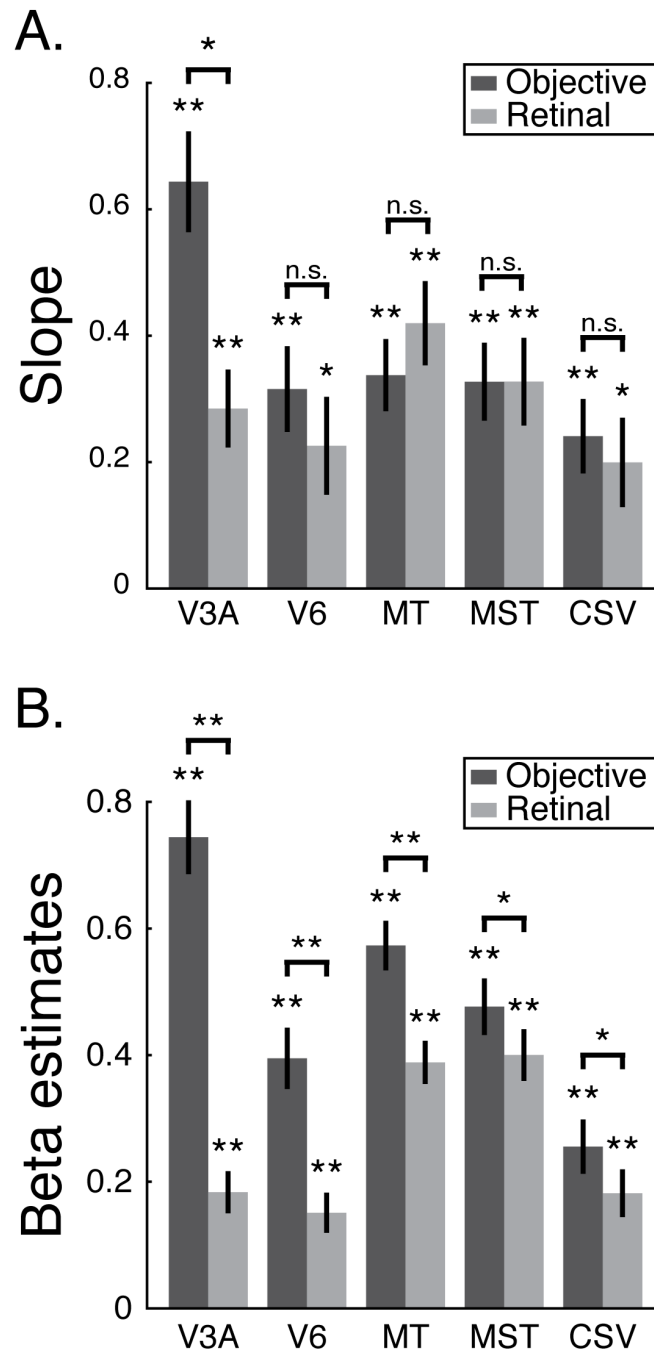 A.
*
0.8
Objective
Retinal
**
0.6
n.s.
n.s.
**
n.s.
Slope
0.4
**
**
**
**
**
*
n.s.
**
*
0.2
0
V3A V6 MT MST CSV
B.
**
Objective
Retinal
**
0.8
**
**
*
0.6
**
**
**
Beta estimates
0.4
**
**
**
*
**
**
**
0.2
**
0
V3A V6 MT MST CSV